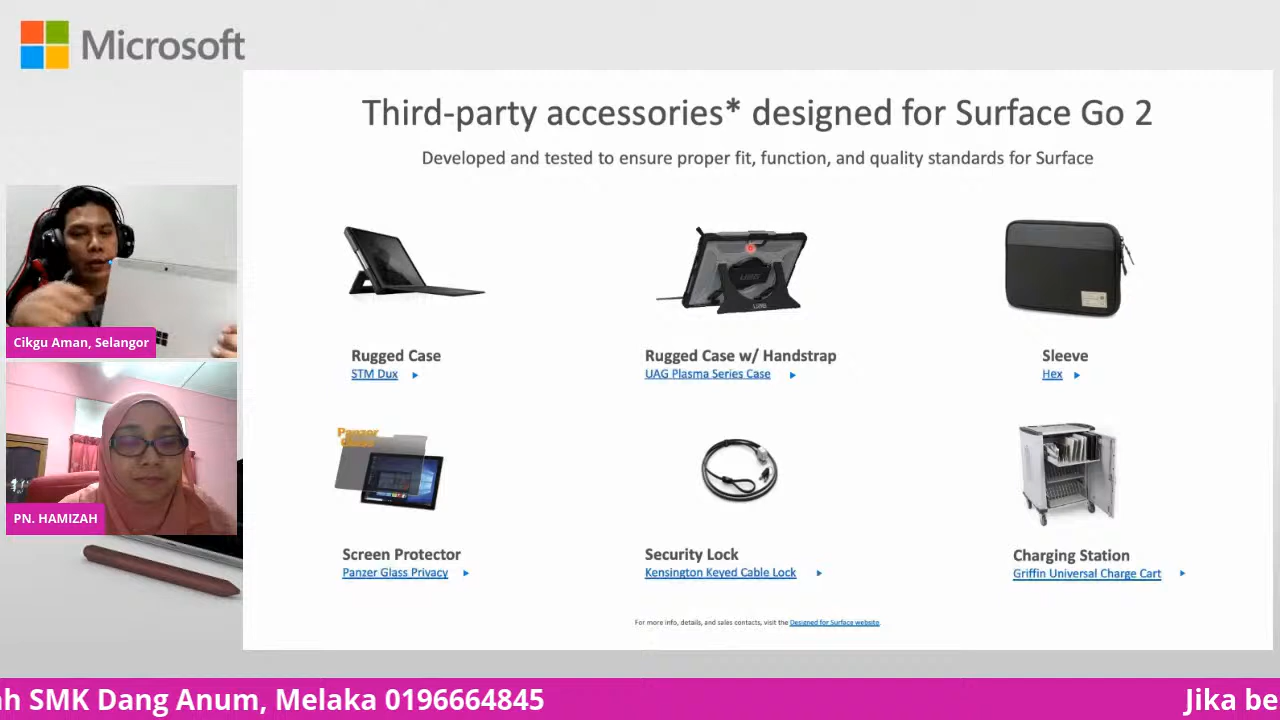 Microsoft
Third-party accessories* designed for Surface Go 2
Developed and tested to ensure proper fit, function, and quality standards for Surface
Rugged Case
STM Dux
Rugged Case w/ Handstrap
UAG Plasma Series Case
Sleeve
Hex
Panzer
Glass
Screen Protector
Panzer Glass Privacy
Security Lock
Kensington Keyed Cable Lock
Charging Station
Griffin Universal Charge Cart
For more info, details, and sales contacts, visit the Designed for Surface website.
Cikgu Aman, Selangor
PN. HAMIZAH
ah SMK Dang Anum, Melaka 0196664845
Jika be